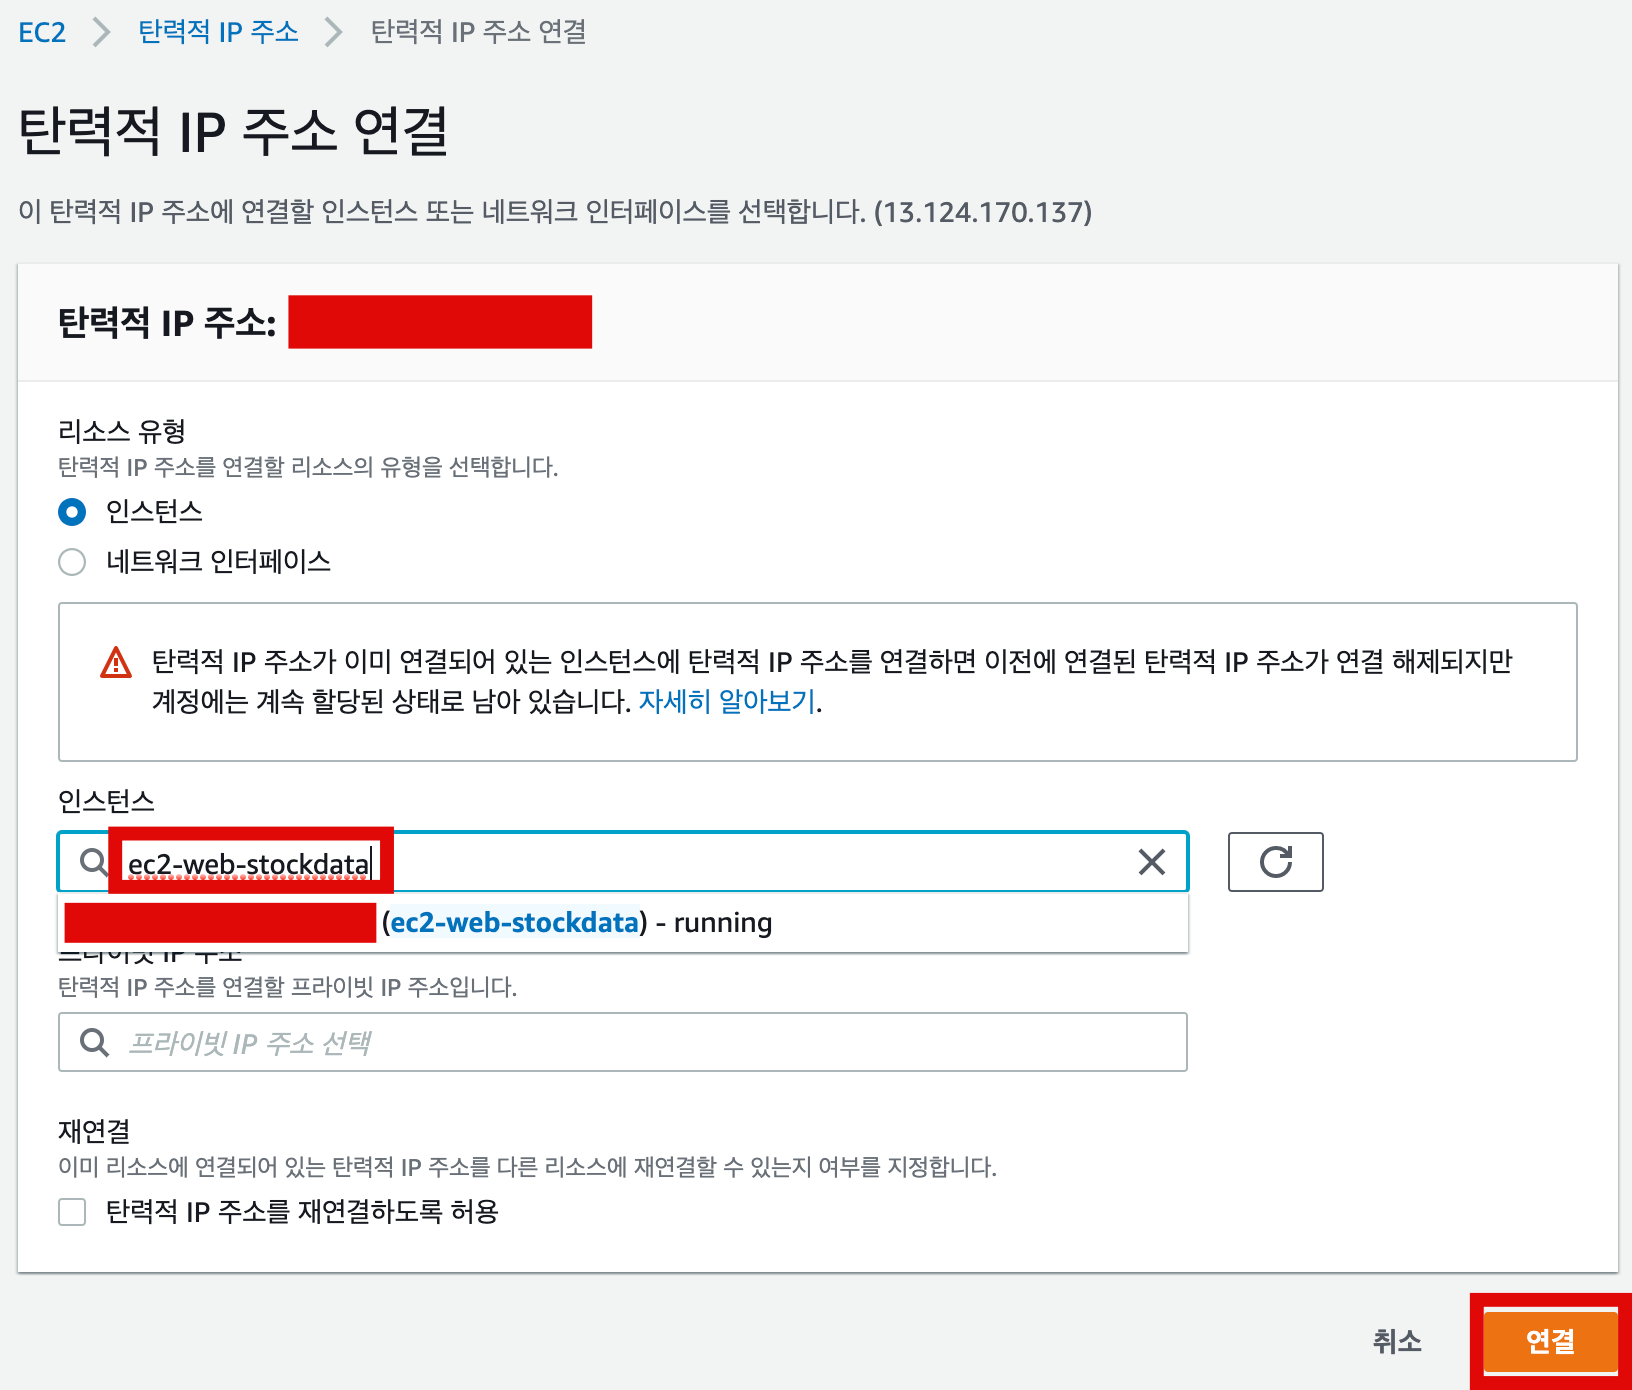 EC2 > 탄력적 IP 주소 > 탄력적 IP 주소 연결
탄력적 IP 주소 연결
이 탄력적 IP 주소에 연결할 인스턴스 또는 네트워크 인터페이스를 선택합니다. (13.124.170.137)
탄력적 IP 주소:
리소스 유형
탄력적 IP 주소를 연결할 리소스의 유형을 선택합니다.
인스턴스
네트워크 인터페이스
탄력적 IP 주소가 이미 연결되어 있는 인스턴스에 탄력적 IP 주소를 연결하면 이전에 연결된 탄력적 IP 주소가 연결 해제되지만
계정에는 계속 할당된 상태로 남아 있습니다. 자세히 알아보기.
인스턴스
ec2-web-stockdata
(ec2-web-stockdata) - running
프라이빗 IP 주소
탄력적 IP 주소를 연결할 프라이빗 IP 주소입니다.
프라이빗 IP 주소 선택
재연결
이미 리소스에 연결되어 있는 탄력적 IP 주소를 다른 리소스에 재연결할 수 있는지 여부를 지정합니다.
탄력적 IP 주소를 재연결하도록 허용
취소 연결